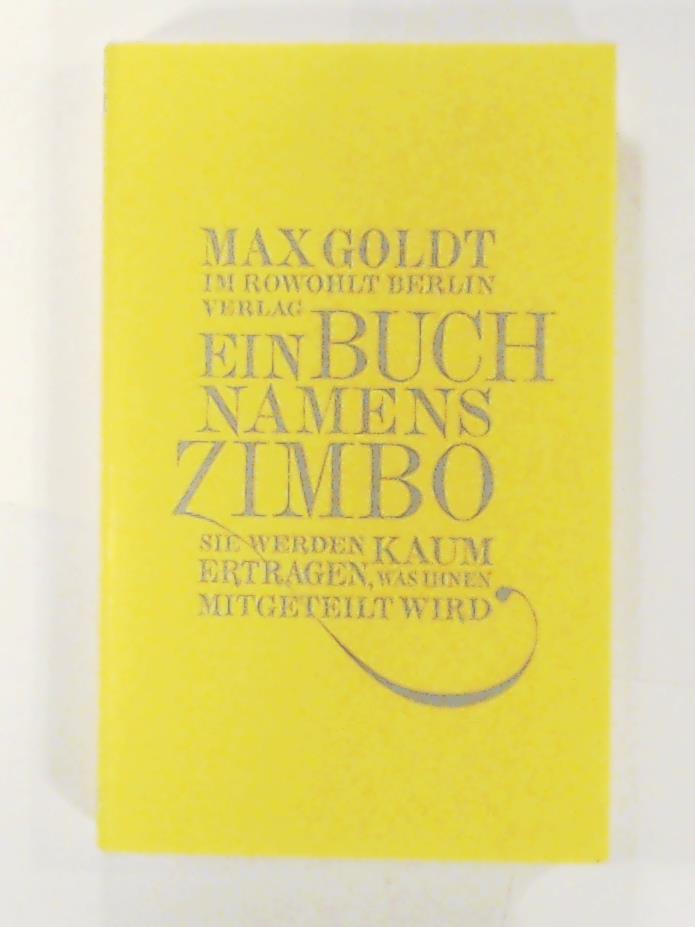 MAX GOLDT
IM ROWOHLT BERLIN
VERLAG
EIN BUCH
NAMENS
ZIMBO
SIE WERDEN KAUM
ERTRAGEN, WAS IHNEN
MITGETEILT WIRD